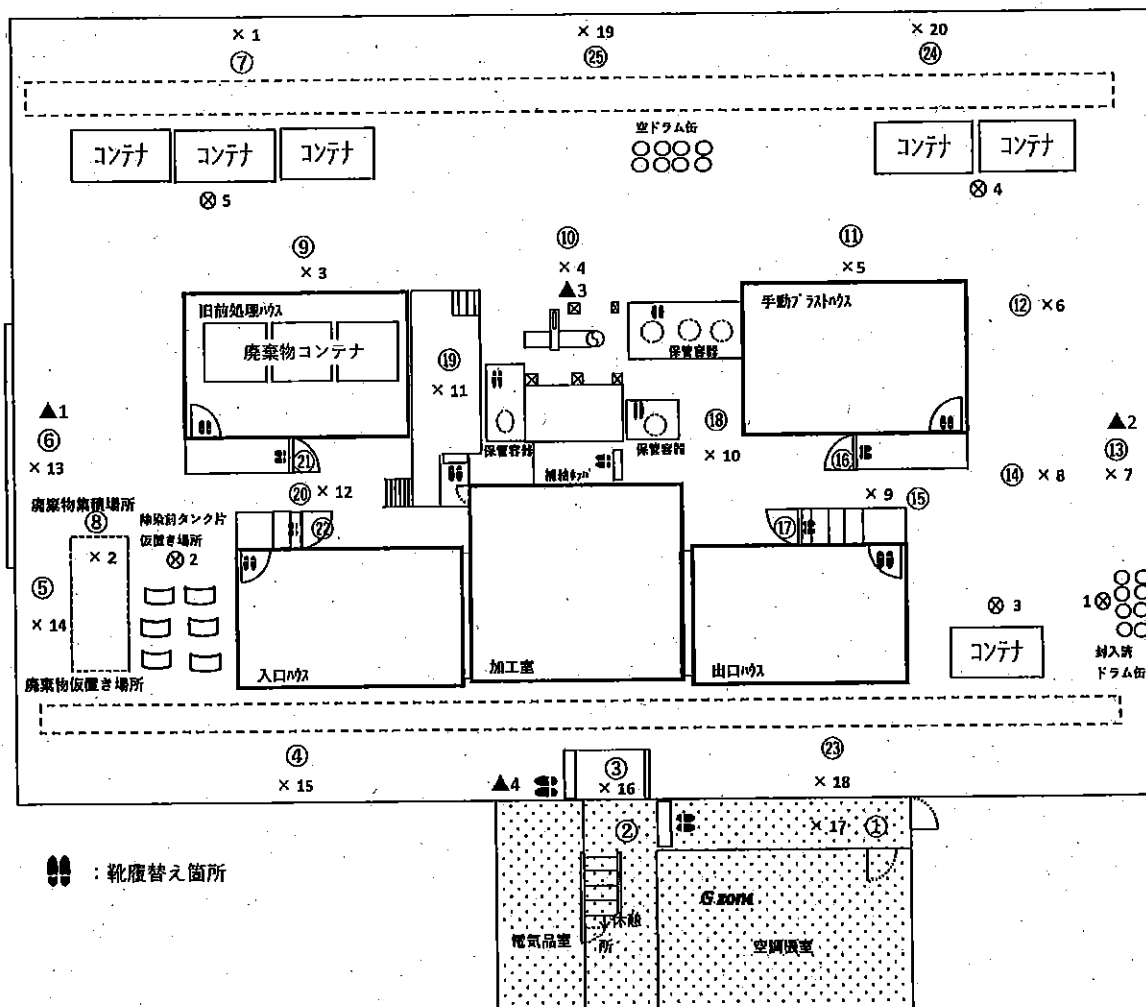 × 1
× 19
× 20
⑦
㉕
㉔
コンテナ
コンテナ
コンテナ
空ドラム缶
コンテナ
コンテナ
⊗ 5
⊗ 4
⑨
× 3
⑩
× 4
▲3
⑪
×5
旧前処理ハウス
廃棄物コンテナ
⑲
× 11
保管容器
手動ブラストハウス
⑫ ×6
▲1
⑥
× 13
㉑
保管容器
保管容器
⑱
× 10
⑯
▲2
⑬
× 7
⑭ × 8
廃棄物集積場所
⑧
× 2
除染前タンク片
仮置き場所
⊗ 2
⑳ × 12
㉒
× 9 ⑮
⑰
⑤
× 14
廃棄物仮置き場所
入口ハウス
加工室
出口ハウス
⊗ 3
コンテナ
1⊗
封入済
ドラム缶
④
× 15
▲4
③
× 16
㉓
× 18
②
× 17 ①
：靴履替え箇所
G zone
電気品室
休憩
所
空調機室